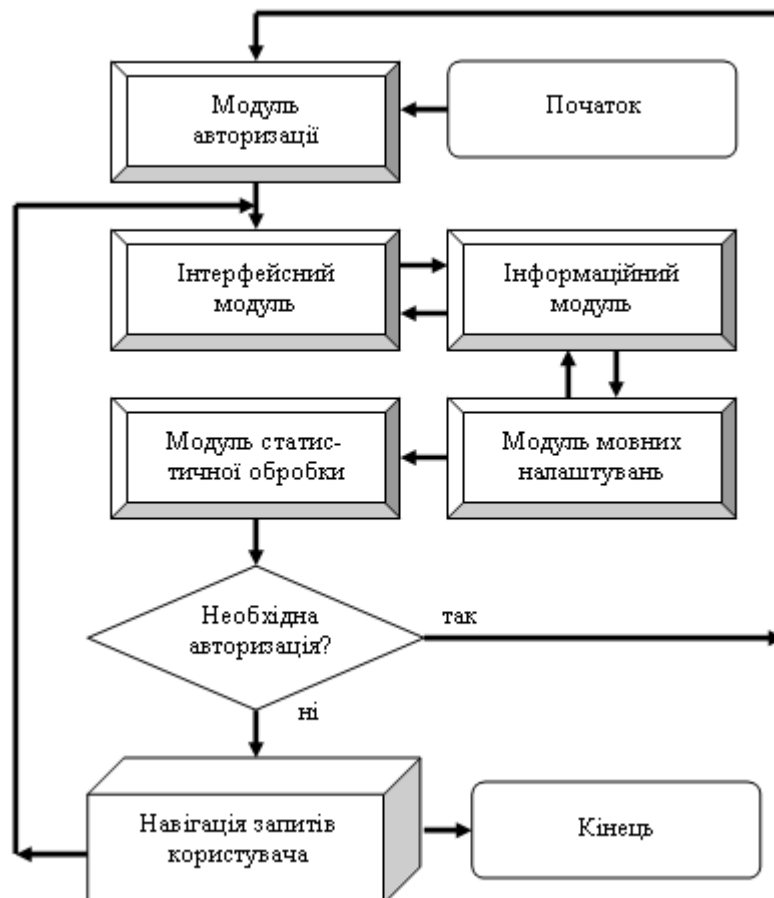 Модуль
авторизації
Початок
Інтерфейсний
модуль
Інформаційний
модуль
Модуль статис-
тичної обробки
Модуль мовних
налаштувань
Необхідна
авторизація?
так
ні
Навігація запитів
користувача
Кінець